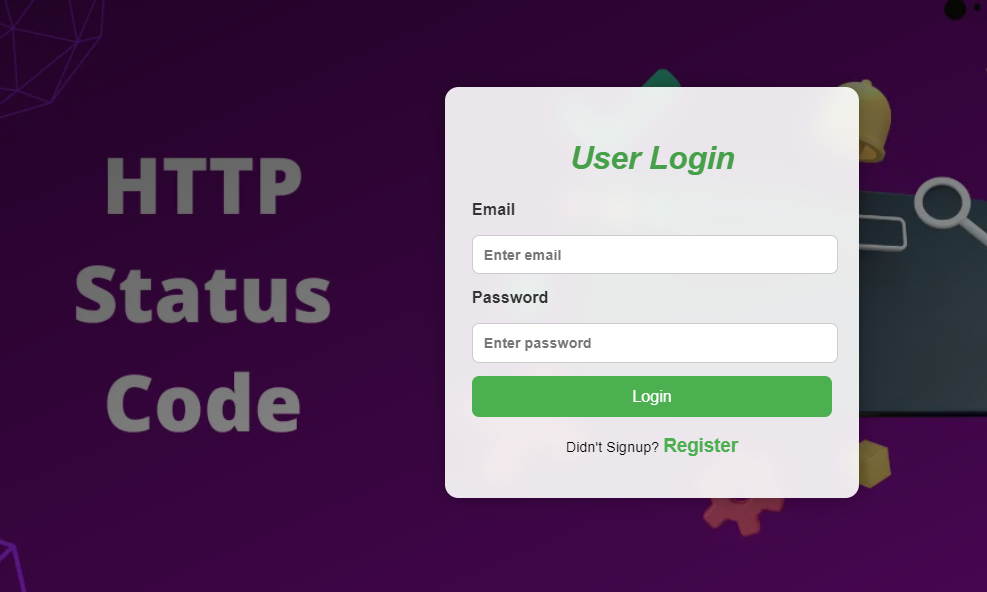 HTTP
Status
Code
User Login
Email
Enter email
Password
Enter password
Login
Didn't Signup? Register